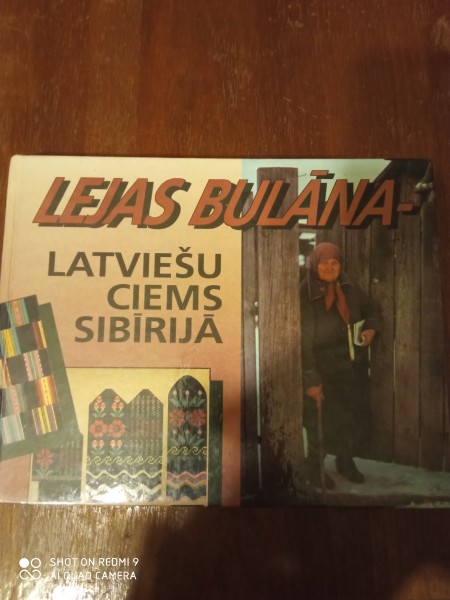 LEJAS BULĀNA-
LATVIEŠU
CIEMS
SIBĪRIJĀ
SHOT ON REDMI 9
AI QUAD CAMERA